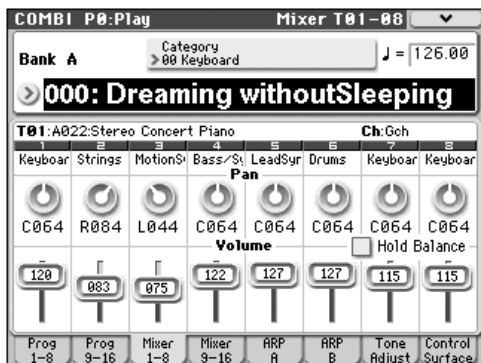 COMBI P0:Play Mixer T01-08
Bank A
Category
>00 Keyboard
♩ = 126.00
000: Dreaming withoutSleeping
T01:A022:Stereo Concert Piano Ch:Gch
1 2 3 4 5 6 7 8
Keyboar Strings MotionS Bass/Sy LeadSyr Drums Keyboar Keyboar
Pan
C064 R084 L044 C064 C064 C064 C064 C064
Volume Hold Balance
120 083 075 122 127 127 115 115
Prog 1-8 Prog 9-16 Mixer 1-8 Mixer 9-16 ARP A ARP B Tone Adjust Control Surface